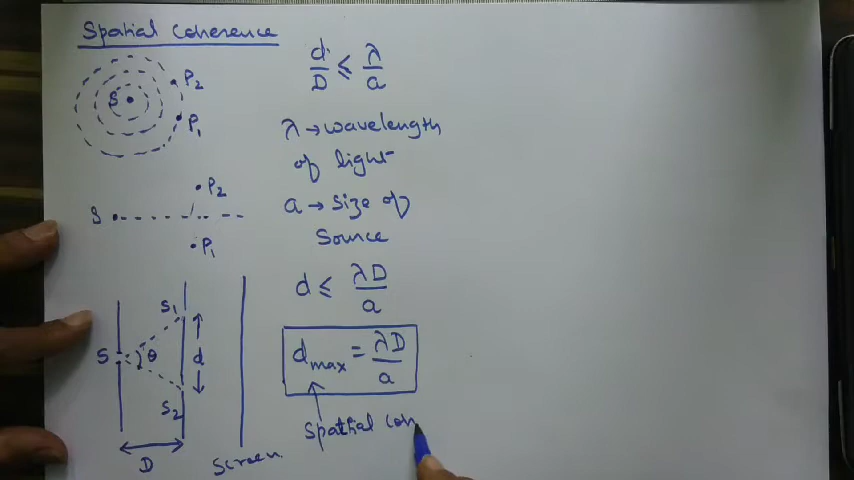 Spatial Coherence
S
P2
P1
S
P2
P1
S
S1
θ
d
S2
D
Screen.
d/D ≤ λ/a
λ → wavelength
of light
a → Size of
Source
d ≤ λD/a
dmax = λD/a
Spatial Coh